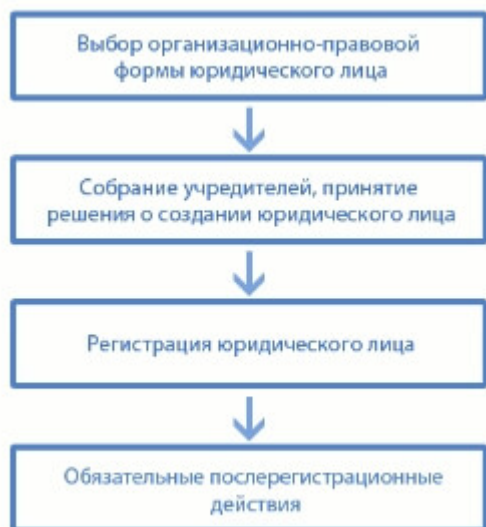 Выбор организационно-правовой
формы юридического лица
Собрание учредителей, принятие
решения о создании юридического лица
Регистрация юридического лица
Обязательные послерегистрационные
действия